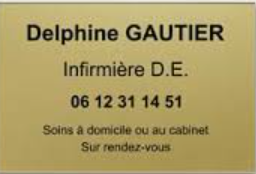 Delphine GAUTIER
Infirmière D.E.
06 12 31 14 51
Soins à domicile ou au cabinet
Sur rendez-vous